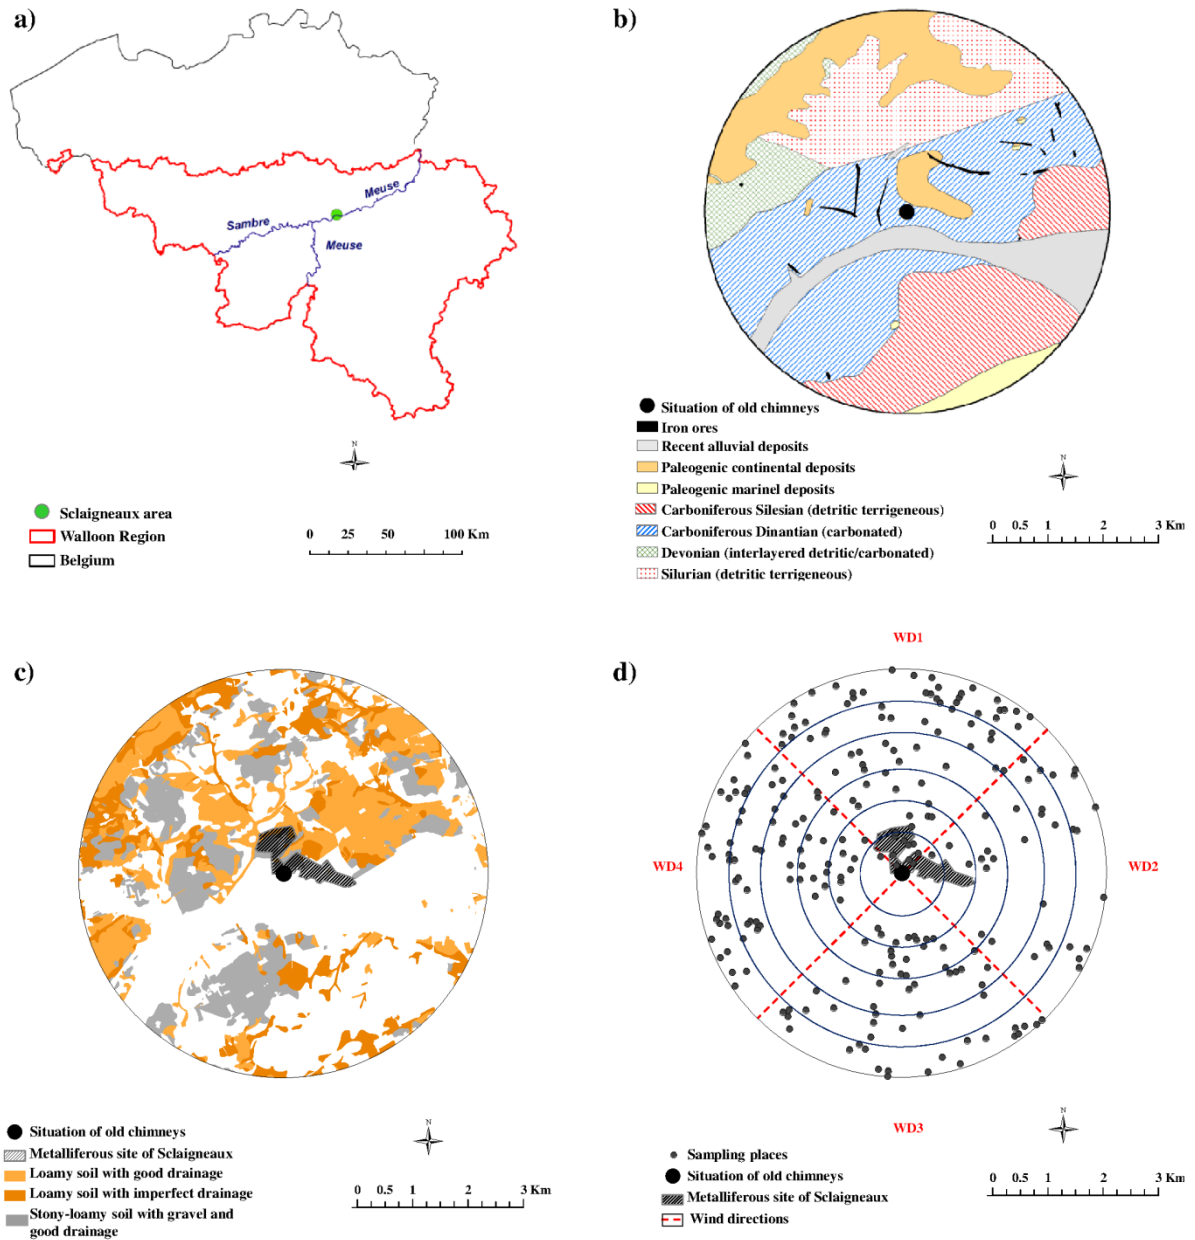 a)
Meuse
Sambre
Meuse
N
Sclaigneaux area
Walloon Region
Belgium
0 25 50 100 Km
b)
Situation of old chimneys
Iron ores
Recent alluvial deposits
Paleogenic continental deposits
Paleogenic marinel deposits
Carboniferous Silesian (detritic terrigeneous)
Carboniferous Dinantian (carbonated)
Devonian (interlayered detritic/carbonated)
Silurian (detritic terrigeneous)
N
0 0.5 1 2 3 Km
c)
Situation of old chimneys
Metalliferous site of Sclaigneaux
Loamy soil with good drainage
Loamy soil with imperfect drainage
Stony-loamy soil with gravel and
good drainage
N
0 0.5 1 2 3 Km
d)
WD1
WD4
WD2
WD3
N
Sampling places
Situation of old chimneys
Metalliferous site of Sclaigneaux
Wind directions
0 0.5 1 2 3 Km